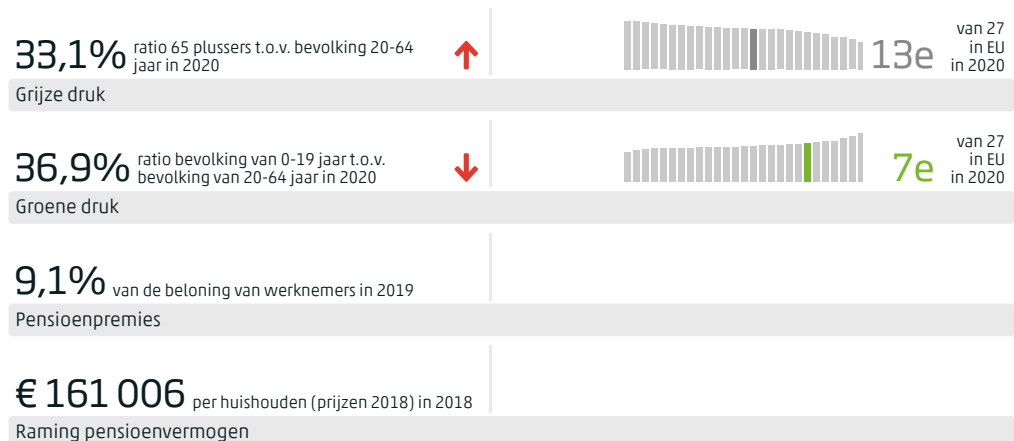 33,1% ratio 65 plussers t.o.v. bevolking 20-64
jaar in 2020
13e
van 27
in EU
in 2020
Grijze druk
36,9% ratio bevolking van 0-19 jaar t.o.v.
bevolking van 20-64 jaar in 2020
7e
van 27
in EU
in 2020
Groene druk
9,1% van de beloning van werknemers in 2019
Pensioenpremies
€ 161 006 per huishouden (prijzen 2018) in 2018
Raming pensioenvermogen